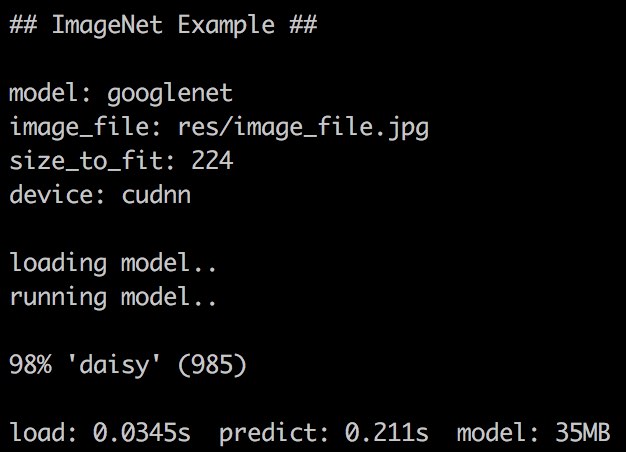 ## ImageNet Example ##
model: googlenet
image_file: res/image_file.jpg
size_to_fit: 224
device: cudnn
loading model..
running model..
98% 'daisy' (985)
load: 0.0345s  predict: 0.211s  model: 35MB